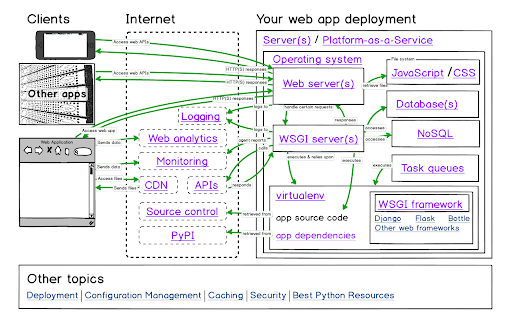 Clients
Internet
Your web app deployment
Server(s) / Platform-as-a-Service
Access web APIs
Operating system
File system
HTTP(S) responses
Web server(s)
JavaScript / CSS
Access web APIs
HTTP(S) responses
retrieve files
Other apps
HTTP(S) responses
Database(s)
logs to
handle certain requests
Logging
responses
Access web app
logs to
WSGI server(s)
accesses
NoSQL
Web Application
Web analytics
agent reports
accesses
Sends data
calls
Monitoring
executes & relies upon
executes
executes
Task queues
Sends data
Access files
CDN
APIs
responds
Sends files
virtualenv
WSGI framework
Source control
retrieved from
app source code
Django
Flask
Bottle
Other web frameworks
PyPI
retrieved from
app dependencies
Other topics
Deployment | Configuration Management | Caching | Security | Best Python Resources